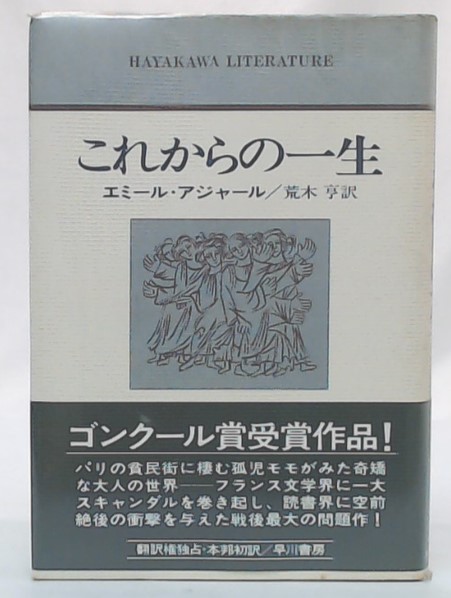 HAYAKAWA LITERATURE
これからの一生
エミール・アジャール/荒木 亨訳
ゴンクール賞受賞作品!
パリの貧民街に棲む孤児モモがみた奇矯
な大人の世界──フランス文学界に一大
スキャンダルを巻き起し、読書界に空前
絶後の衝撃を与えた戦後最大の問題作!
翻訳権独占・本邦初訳/早川書房